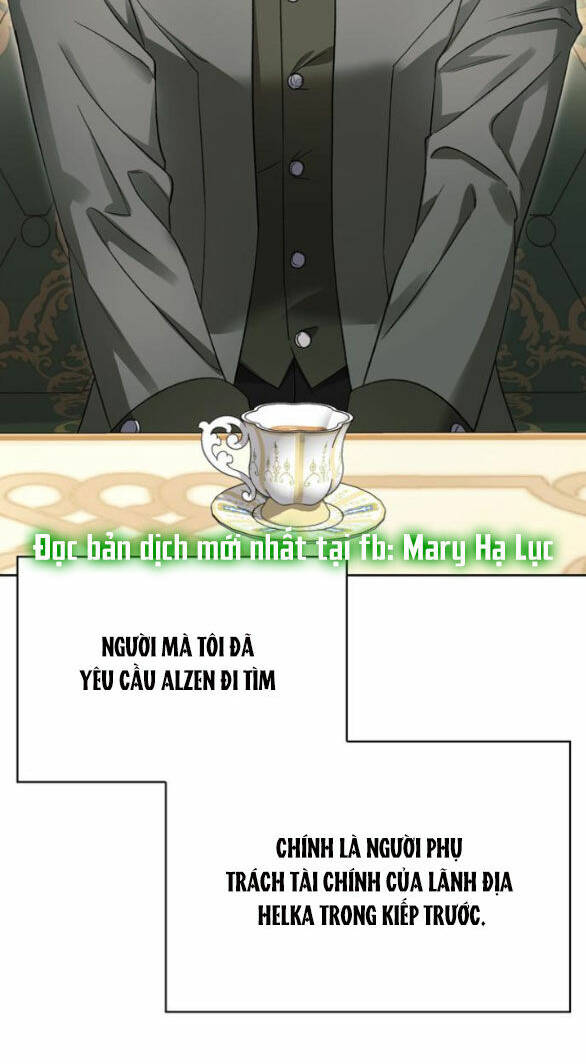 Đọc bản dịch mới nhất tại fb: Mary Hạ Lục
NGƯỜI MÀ TÔI ĐÃ
YÊU CẦU ALZEN ĐI TÌM
CHÍNH LÀ NGƯỜI PHỤ
TRÁCH TÀI CHÍNH CỦA LÃNH ĐỊA
HELKA TRONG KIẾP TRƯỚC.